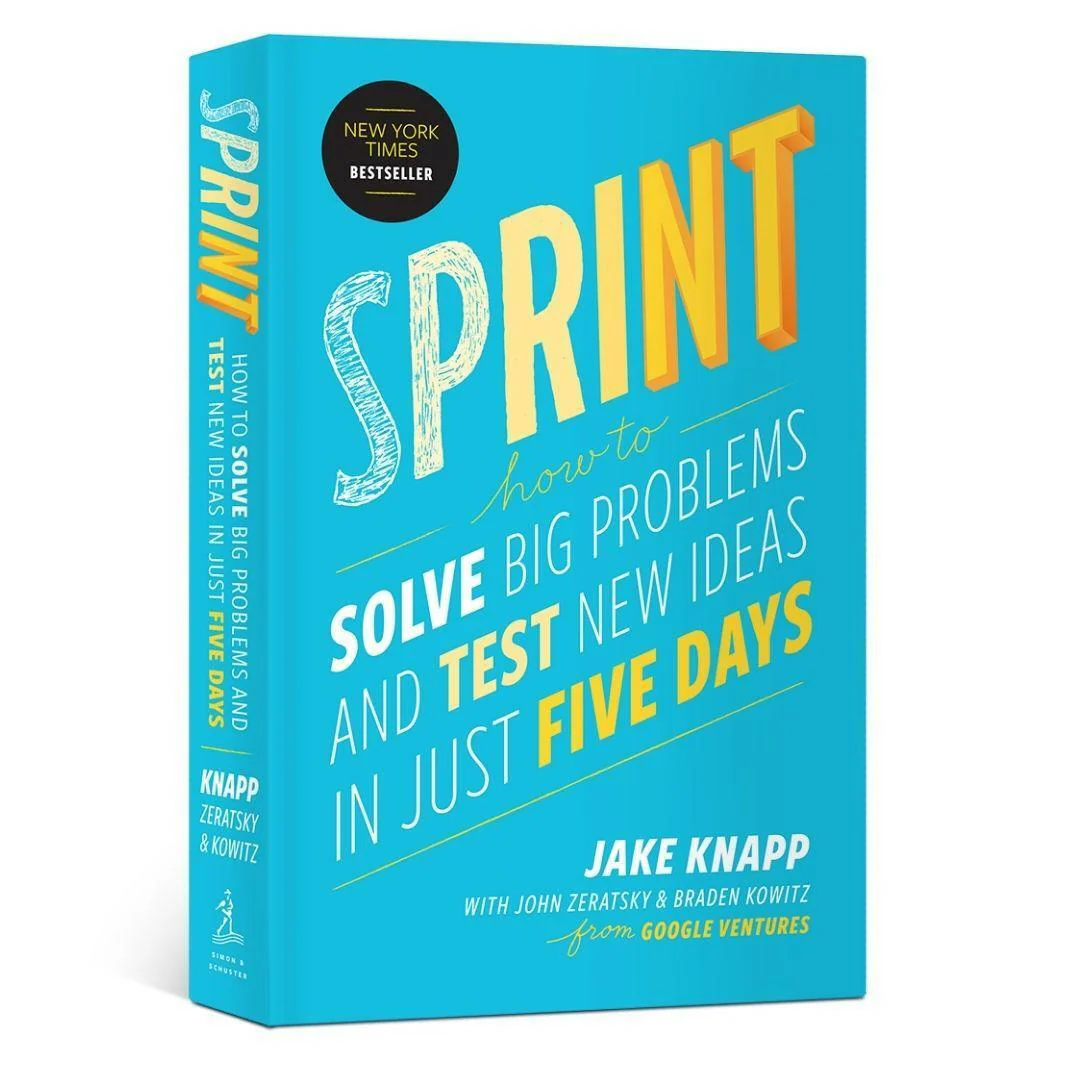 NEW YORK
TIMES
BESTSELLER
SPRINT
how to
SOLVE BIG PROBLEMS
AND TEST NEW IDEAS
IN JUST FIVE DAYS
JAKE KNAPP
WITH JOHN ZERATSKY & BRADEN KOWITZ
from GOOGLE VENTURES
SPRINT
HOW TO SOLVE BIG PROBLEMS AND
TEST NEW IDEAS IN JUST FIVE DAYS
KNAPP
ZERATSKY
& KOWITZ
SIMON &
SCHUSTER